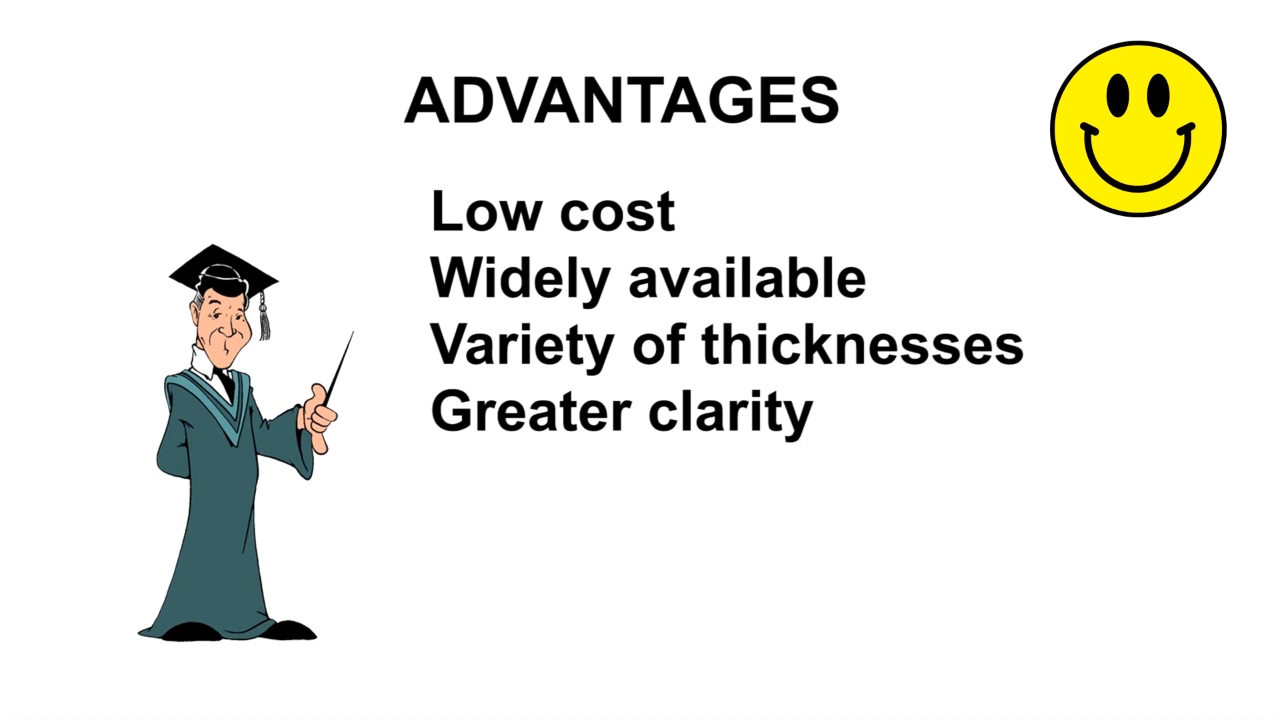 ADVANTAGES
Low cost
Widely available
Variety of thicknesses
Greater clarity